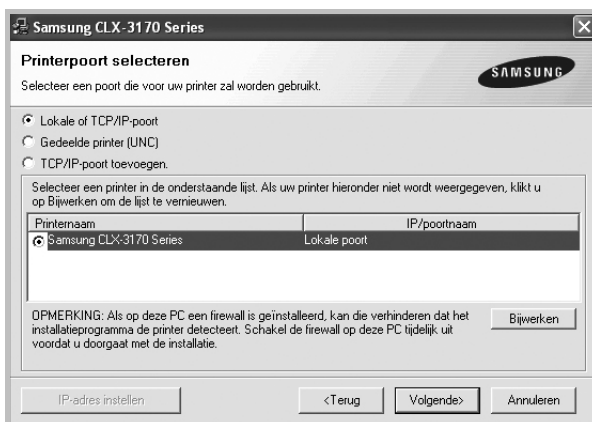 Samsung CLX-3170 Series
Printerpoort selecteren
Selecteer een poort die voor uw printer zal worden gebruikt.
SAMSUNG
Lokale of TCP/IP-poort
Gedeelde printer (UNC)
TCP/IP-poort toevoegen.
Selecteer een printer in de onderstaande lijst. Als uw printer hieronder niet wordt weergegeven, klikt u
op Bijwerken om de lijst te vernieuwen.
Printernaam IP/poortnaam
Samsung CLX-3170 Series Lokale poort
OPMERKING: Als op deze PC een firewall is geïnstalleerd, kan die verhinderen dat het
installatieprogramma de printer detecteert. Schakel de firewall op deze PC tijdelijk uit
voordat u doorgaat met de installatie.
Bijwerken
IP-adres instellen <Terug Volgende> Annuleren